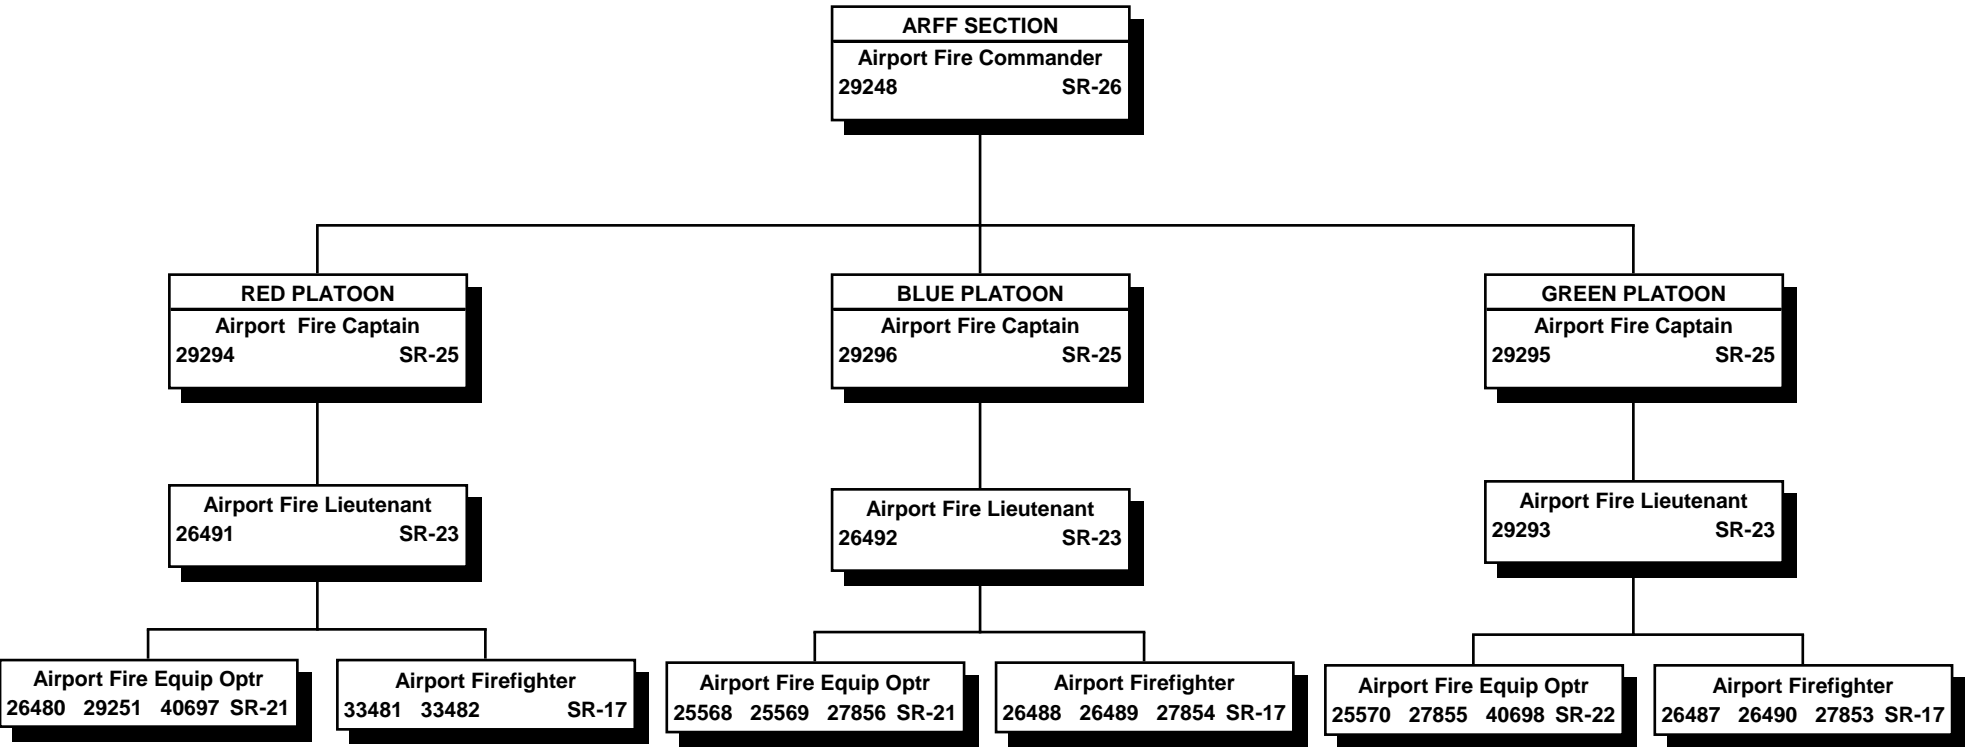 ARFF SECTION
Airport Fire Commander
29248 SR-26
RED PLATOON
Airport Fire Captain
29294 SR-25
BLUE PLATOON
Airport Fire Captain
29296 SR-25
GREEN PLATOON
Airport Fire Captain
29295 SR-25
Airport Fire Lieutenant
26491 SR-23
Airport Fire Lieutenant
26492 SR-23
Airport Fire Lieutenant
29293 SR-23
Airport Fire Equip Optr
26480 29251 40697 SR-21
Airport Firefighter
33481 33482 SR-17
Airport Fire Equip Optr
25568 25569 27856 SR-21
Airport Firefighter
26488 26489 27854 SR-17
Airport Fire Equip Optr
25570 27855 40698 SR-22
Airport Firefighter
26487 26490 27853 SR-17